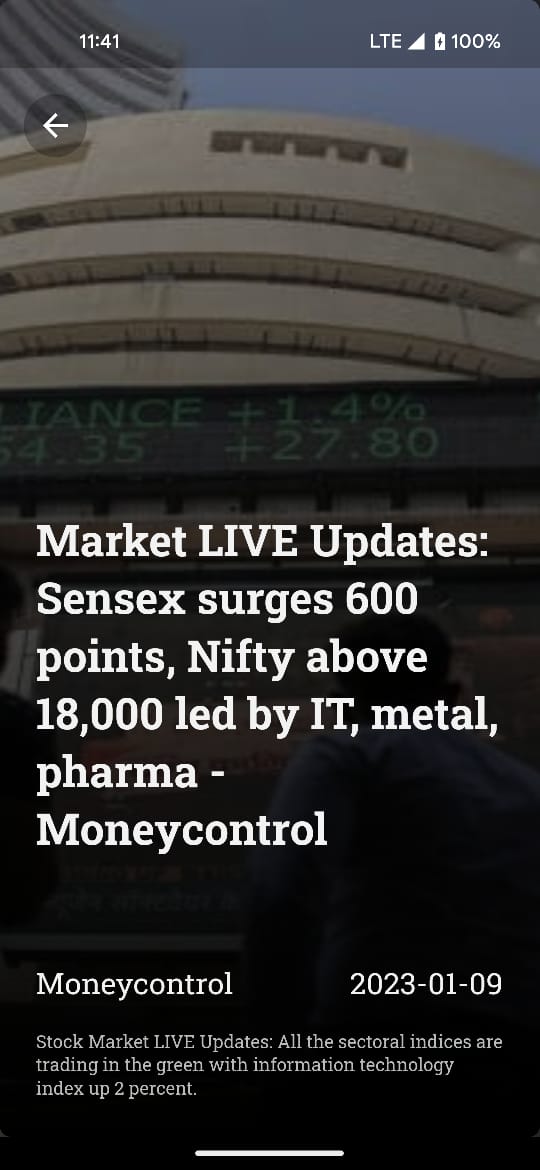 11:41
LTE 100%
LIANCE +1.4%
54.35 +27.80
Market LIVE Updates:
Sensex surges 600
points, Nifty above
18,000 led by IT, metal,
pharma -
Moneycontrol
Moneycontrol 2023-01-09
Stock Market LIVE Updates: All the sectoral indices are
trading in the green with information technology
index up 2 percent.